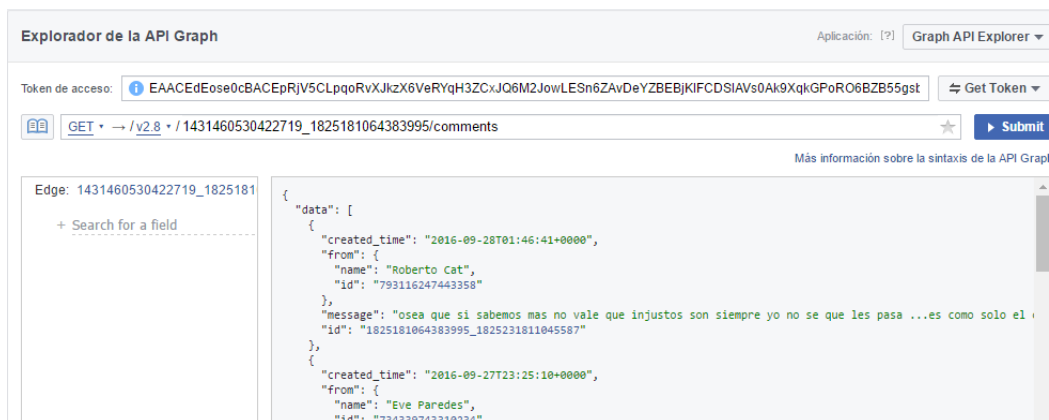 Explorador de la API Graph
Aplicación: [?] Graph API Explorer
Token de acceso: EAACEdEose0cBACEpRjV5CLpqoRvXJkzX6VeRYqH3ZCxJQ6M2JowLESn6ZAvDeYZBEBjKlFCDSlAVs0Ak9XqkGPoRO6BZB55gsb Get Token
GET → / v2.8 / 1431460530422719_1825181064383995/comments Submit
Más información sobre la sintaxis de la API Graph
Edge: 1431460530422719_1825181
+ Search for a field
{
"data": [
{
"created_time": "2016-09-28T01:46:41+0000",
"from": {
"name": "Roberto Cat",
"id": "793116247443358"
},
"message": "osea que si sabemos mas no vale que injustos son siempre yo no se que les pasa ...es como solo el
"id": "1825181064383995_1825231811045587"
},
{
"created_time": "2016-09-27T23:25:10+0000",
"from": {
"name": "Eve Paredes",
"id":